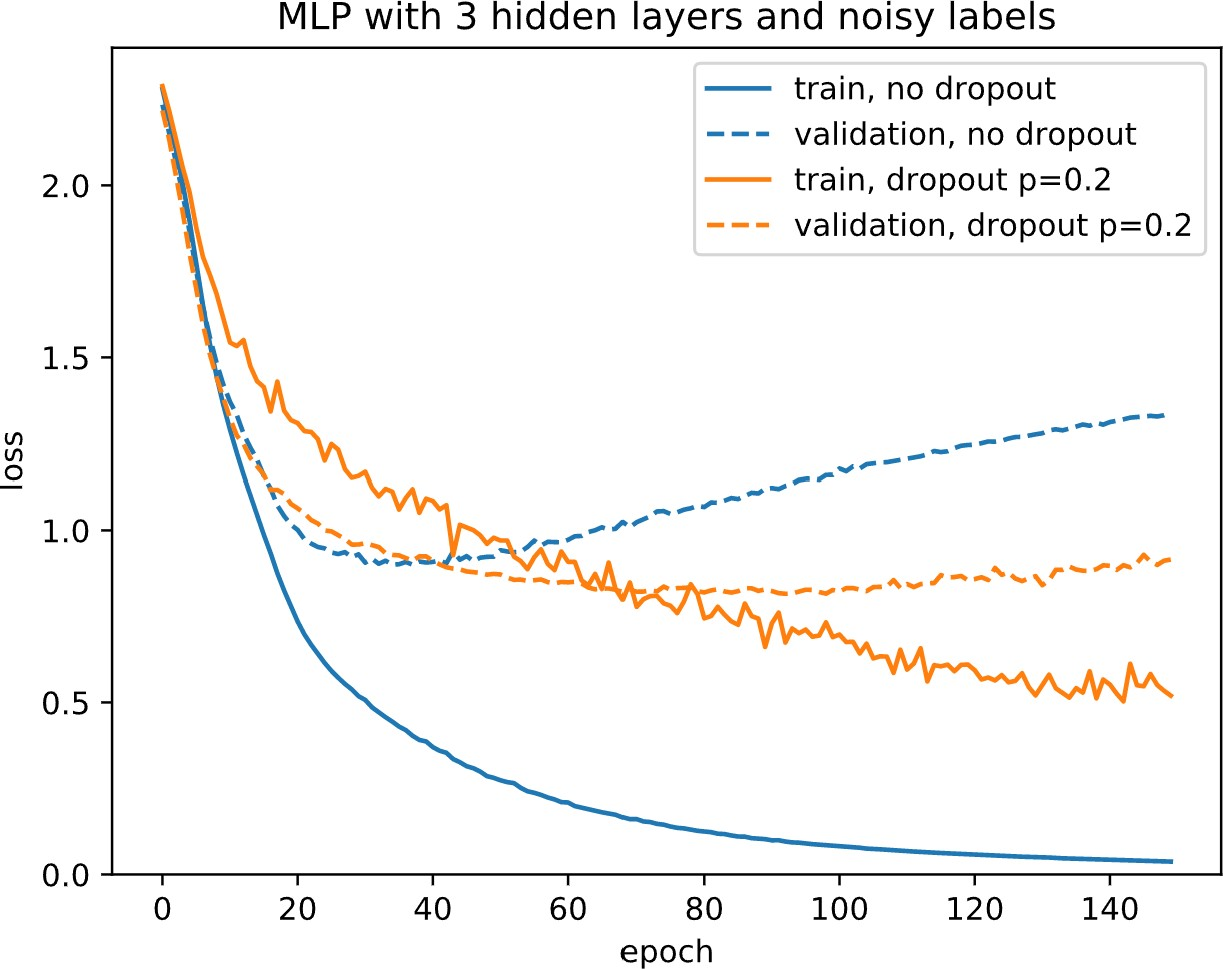 MLP with 3 hidden layers and noisy labels
train, no dropout
validation, no dropout
train, dropout p=0.2
validation, dropout p=0.2
loss
2.0
1.5
1.0
0.5
0.0
0 20 40 60 80 100 120 140
epoch